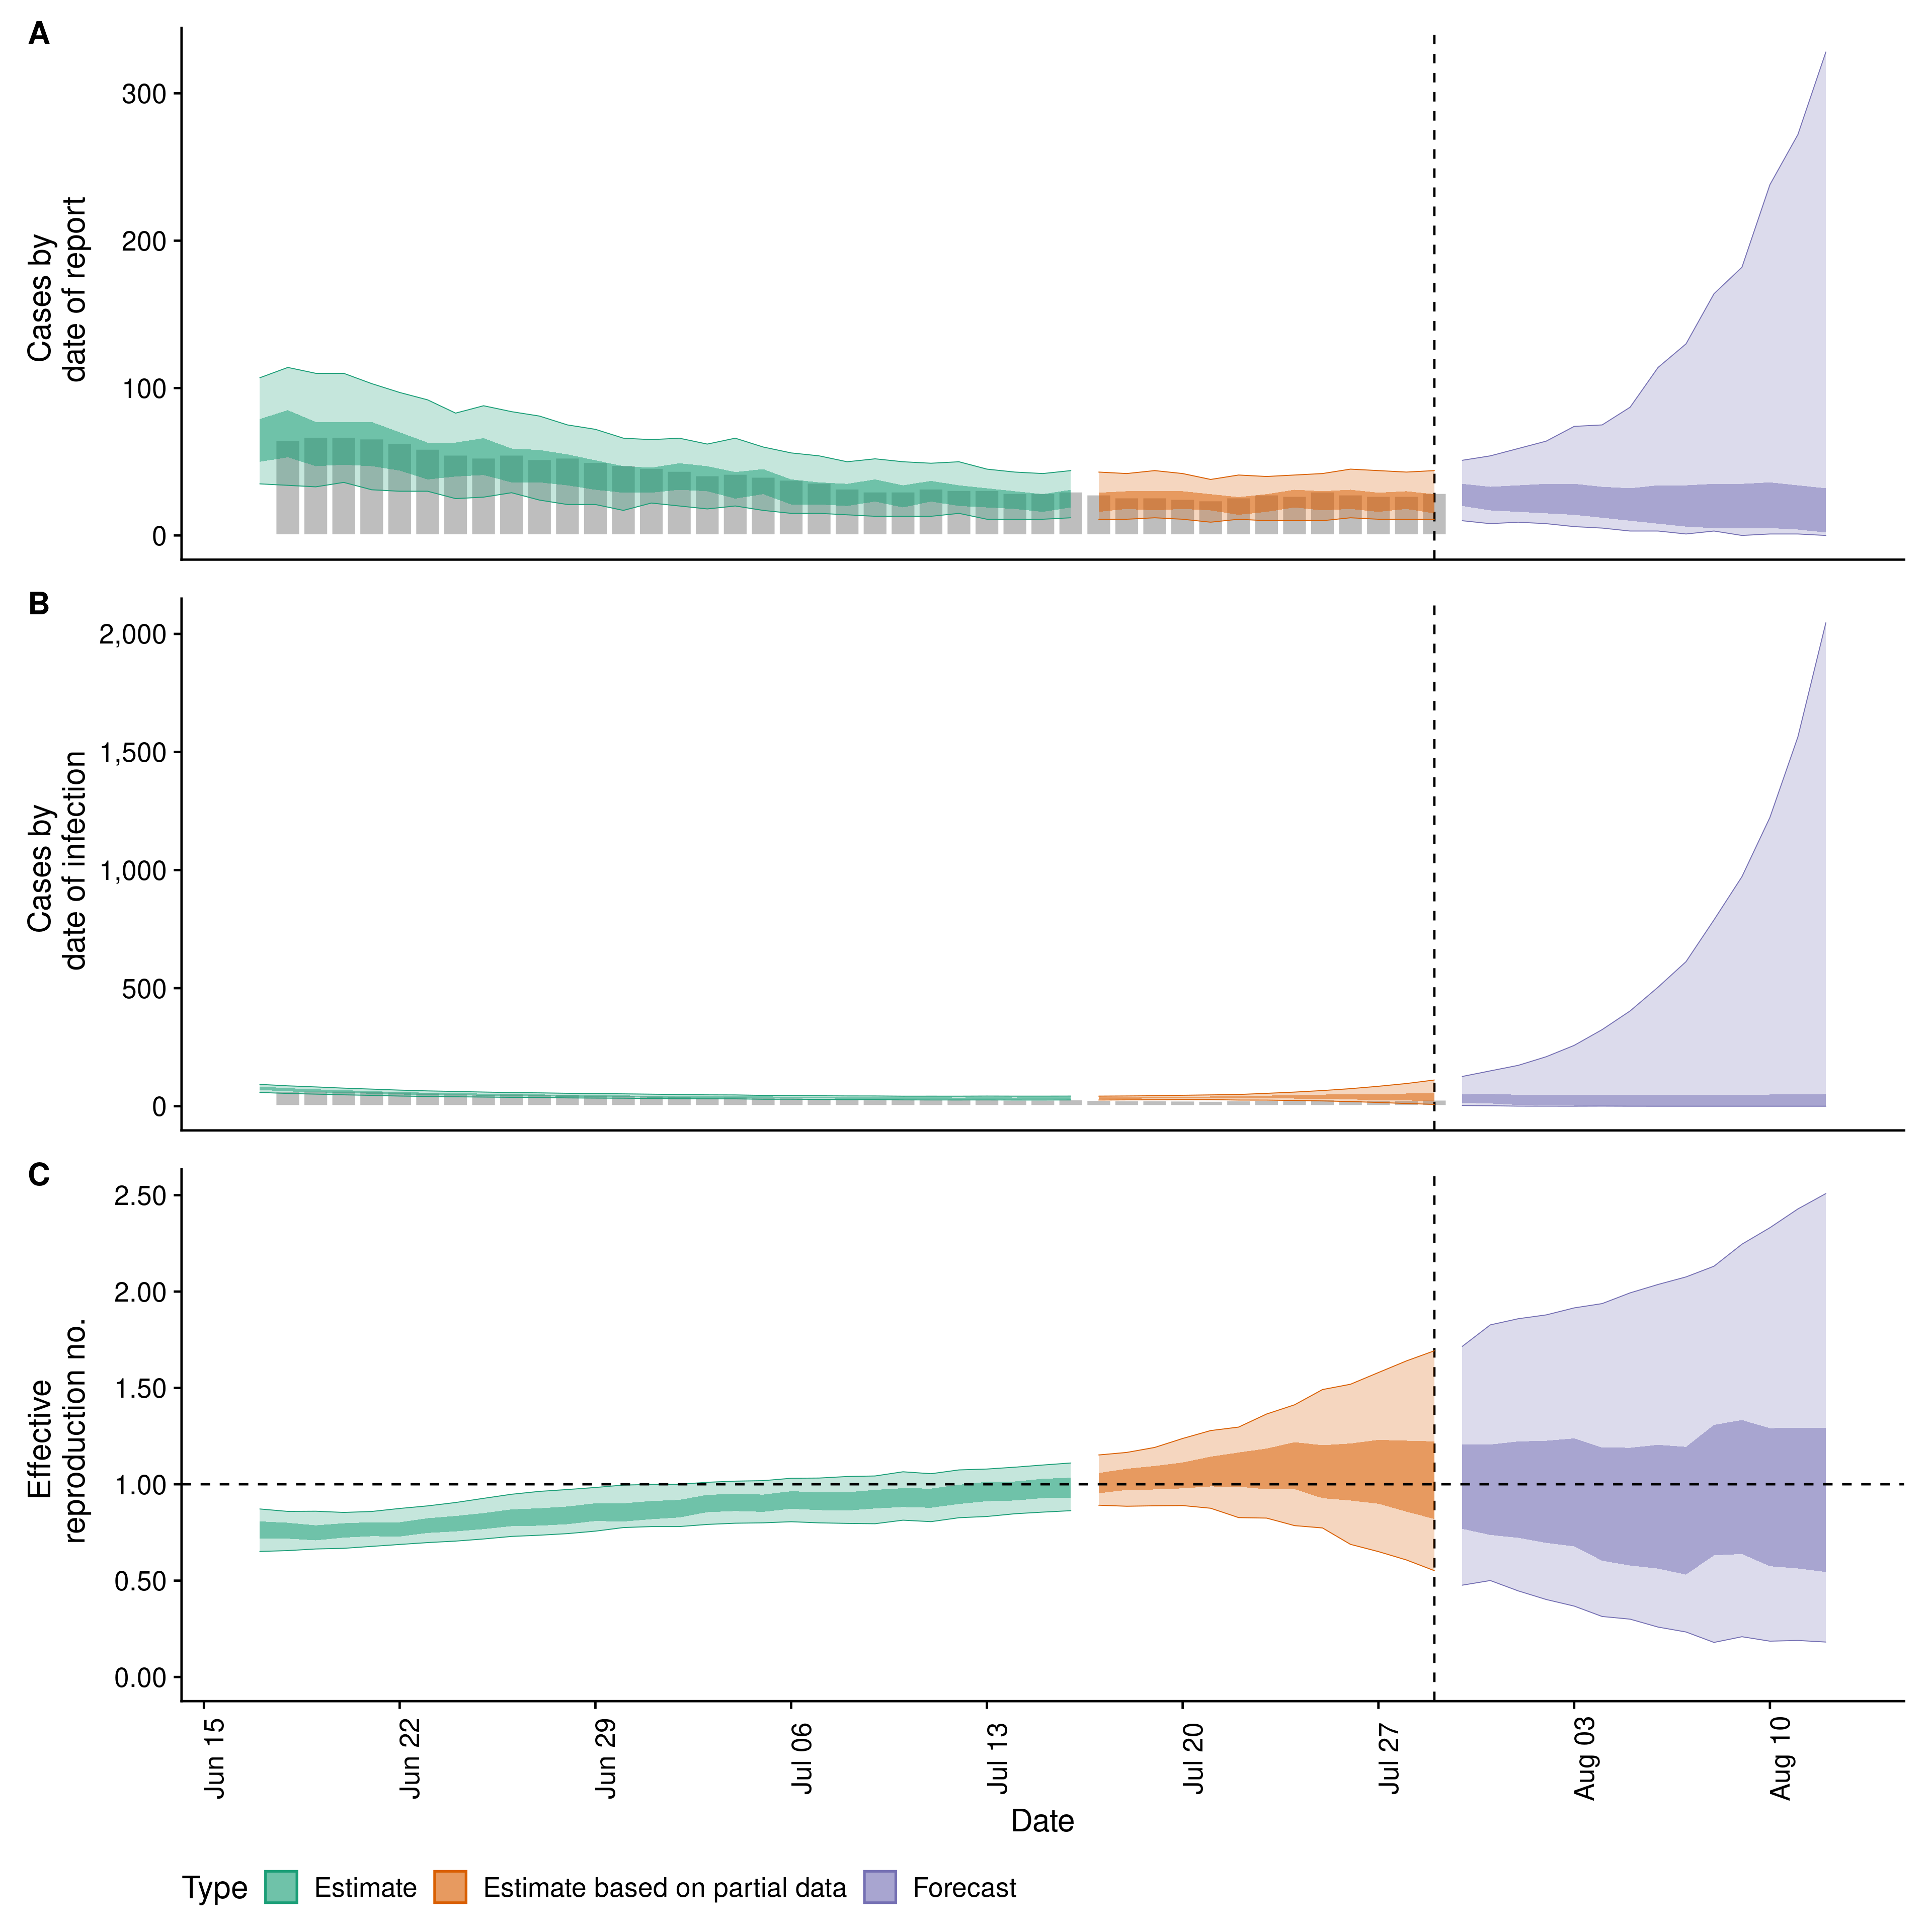 A
Cases by
date of report
300
200
100
0
B
Cases by
date of infection
2,000
1,500
1,000
500
0
C
Effective
reproduction no.
2.50
2.00
1.50
1.00
0.50
0.00
Jun 15
Jun 22
Jun 29
Jul 06
Jul 13
Jul 20
Jul 27
Aug 03
Aug 10
Date
Type Estimate Estimate based on partial data Forecast